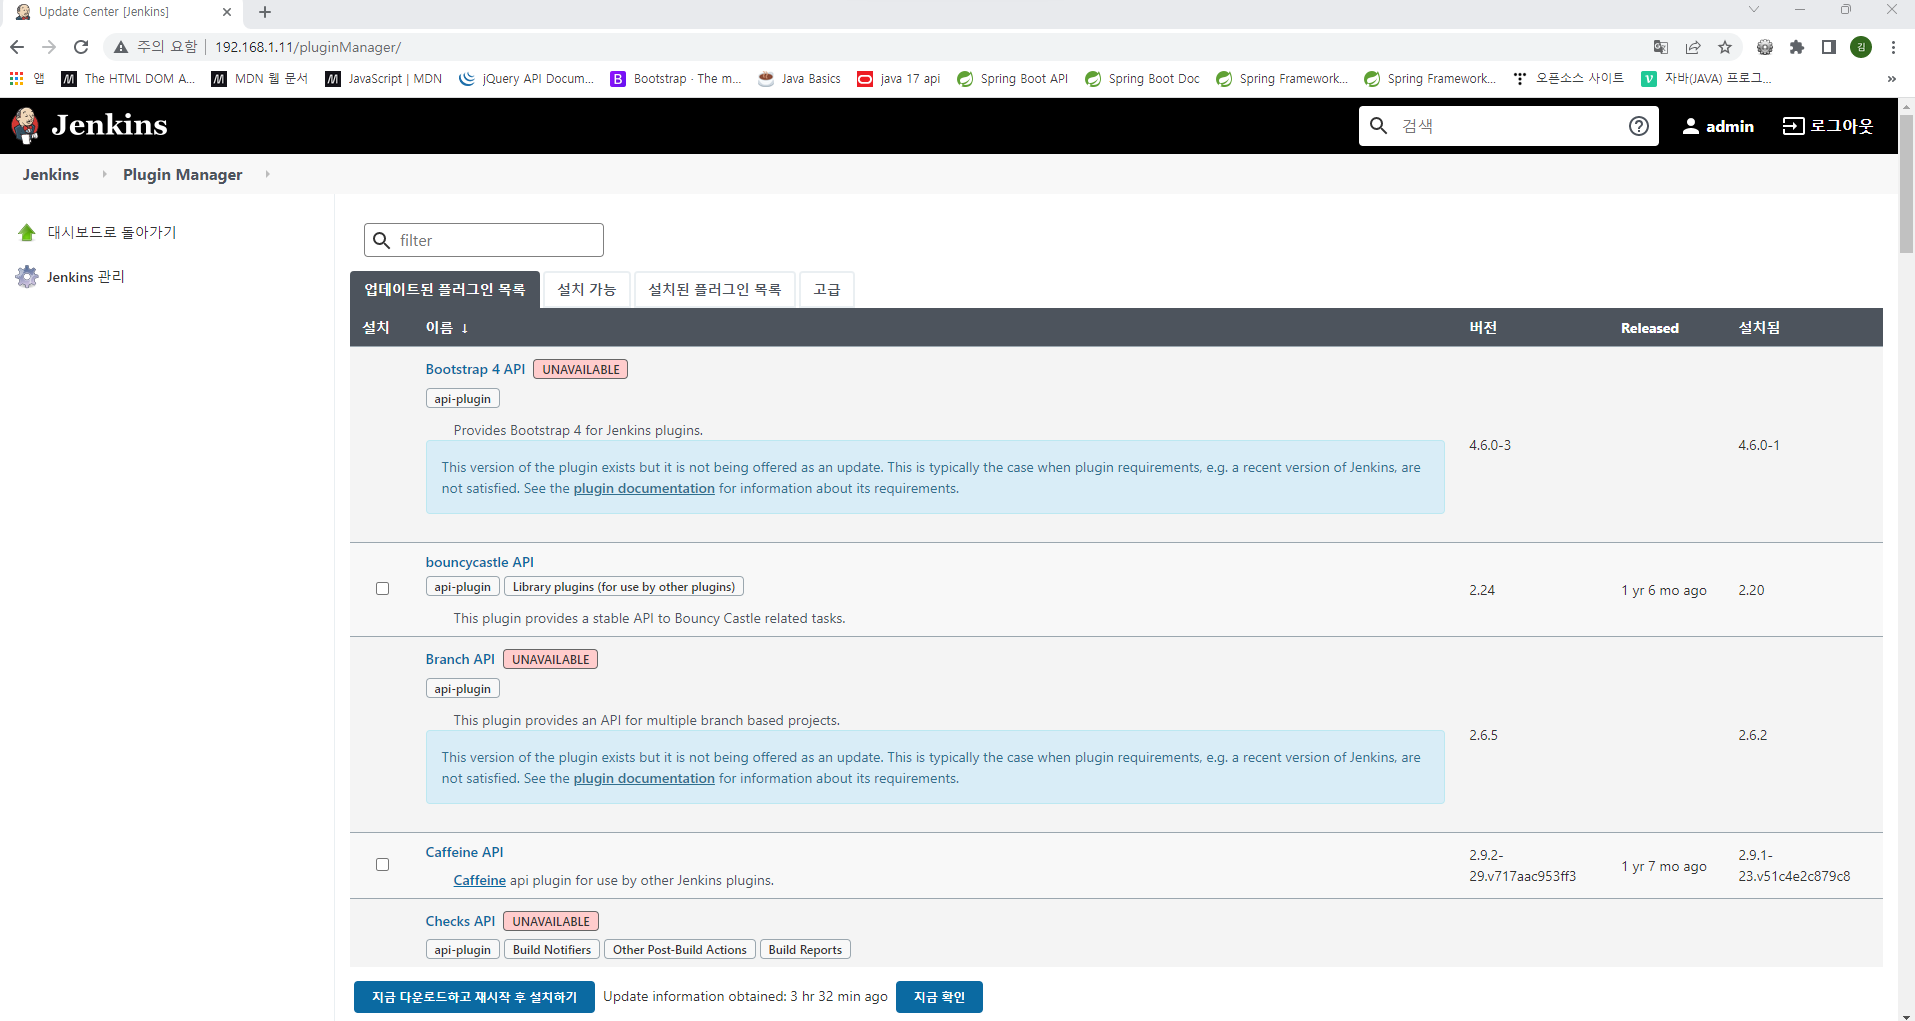 Update Center [Jenkins]
주의 요함 192.168.1.11/pluginManager/
김
앱 The HTML DOM A... MDN 웹 문서 JavaScript | MDN jQuery API Docum... Bootstrap · The m... Java Basics java 17 api Spring Boot API Spring Boot Doc Spring Framework... Spring Framework... 오픈소스 사이트 자바(JAVA) 프로그... »
Jenkins 검색 admin 로그아웃
Jenkins Plugin Manager
대시보드로 돌아가기
Jenkins 관리
filter
업데이트된 플러그인 목록 설치 가능 설치된 플러그인 목록 고급
설치 이름 ↓ 버전 Released 설치됨
Bootstrap 4 API UNAVAILABLE
api-plugin
Provides Bootstrap 4 for Jenkins plugins.
This version of the plugin exists but it is not being offered as an update. This is typically the case when plugin requirements, e.g. a recent version of Jenkins, are
not satisfied. See the plugin documentation for information about its requirements.
4.6.0-3 4.6.0-1
bouncycastle API
api-plugin Library plugins (for use by other plugins)
This plugin provides a stable API to Bouncy Castle related tasks.
2.24 1 yr 6 mo ago 2.20
Branch API UNAVAILABLE
api-plugin
This plugin provides an API for multiple branch based projects.
This version of the plugin exists but it is not being offered as an update. This is typically the case when plugin requirements, e.g. a recent version of Jenkins, are
not satisfied. See the plugin documentation for information about its requirements.
2.6.5 2.6.2
Caffeine API
Caffeine api plugin for use by other Jenkins plugins.
2.9.2-
29.v717aac953ff3
1 yr 7 mo ago
2.9.1-
23.v51c4e2c879c8
Checks API UNAVAILABLE
api-plugin Build Notifiers Other Post-Build Actions Build Reports
지금 다운로드하고 재시작 후 설치하기 Update information obtained: 3 hr 32 min ago 지금 확인